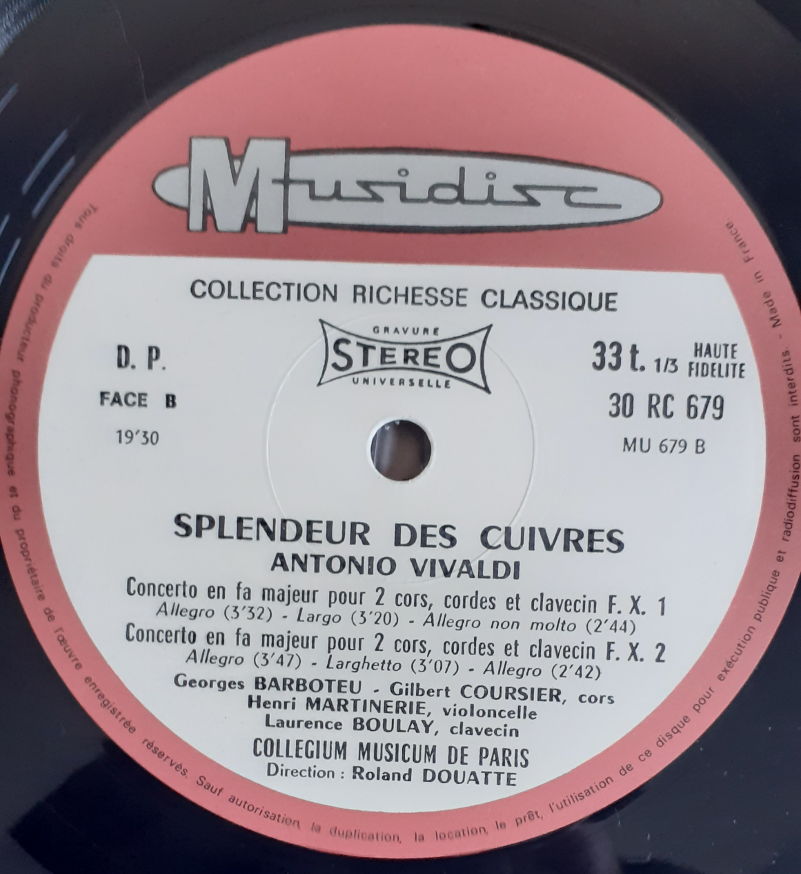 Musidisc
COLLECTION RICHESSE CLASSIQUE
GRAVURE
STEREO
UNIVERSELLE
D. P.
FACE B
19'30
33 t. 1/3 HAUTE FIDELITE
30 RC 679
MU 679 B
SPLENDEUR DES CUIVRES
ANTONIO VIVALDI
Concerto en fa majeur pour 2 cors, cordes et clavecin F. X. 1
Allegro (3'32) - Largo (3'20) - Allegro non molto (2'44)
Concerto en fa majeur pour 2 cors, cordes et clavecin F. X. 2
Allegro (3'47) - Larghetto (3'07) - Allegro (2'42)
Georges BARBOTEU - Gilbert COURSIER, cors
Henri MARTINERIE, violoncelle
Laurence BOULAY, clavecin
COLLEGIUM MUSICUM DE PARIS
Direction : Roland DOUATTE
Tous droits du producteur phonographique et du propriétaire de l'œuvre enregistrée réservés. Sauf autorisation, la duplication, la location, le prêt, l'utilisation de ce disque pour exécution publique et radiodiffusion sont interdits. - Made in France